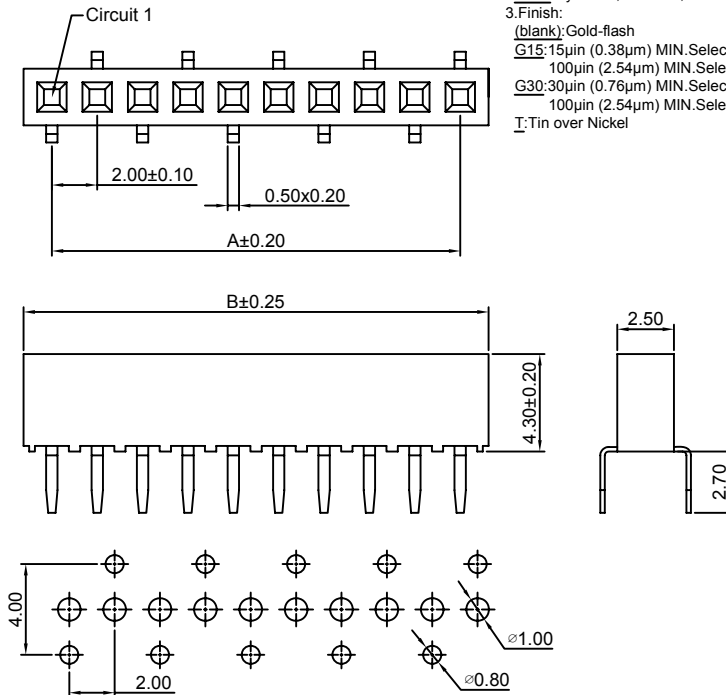 Circuit 1
3.Finish:
(blank):Gold-flash
G15:15μin (0.38μm) MIN.Selec
100μin (2.54μm) MIN.Selec
G30:30μin (0.76μm) MIN.Selec
100μin (2.54μm) MIN.Selec
T:Tin over Nickel
2.00±0.10
0.50x0.20
A±0.20
B±0.25
2.50
4.30±0.20
2.70
4.00
⌀1.00
2.00
⌀0.80